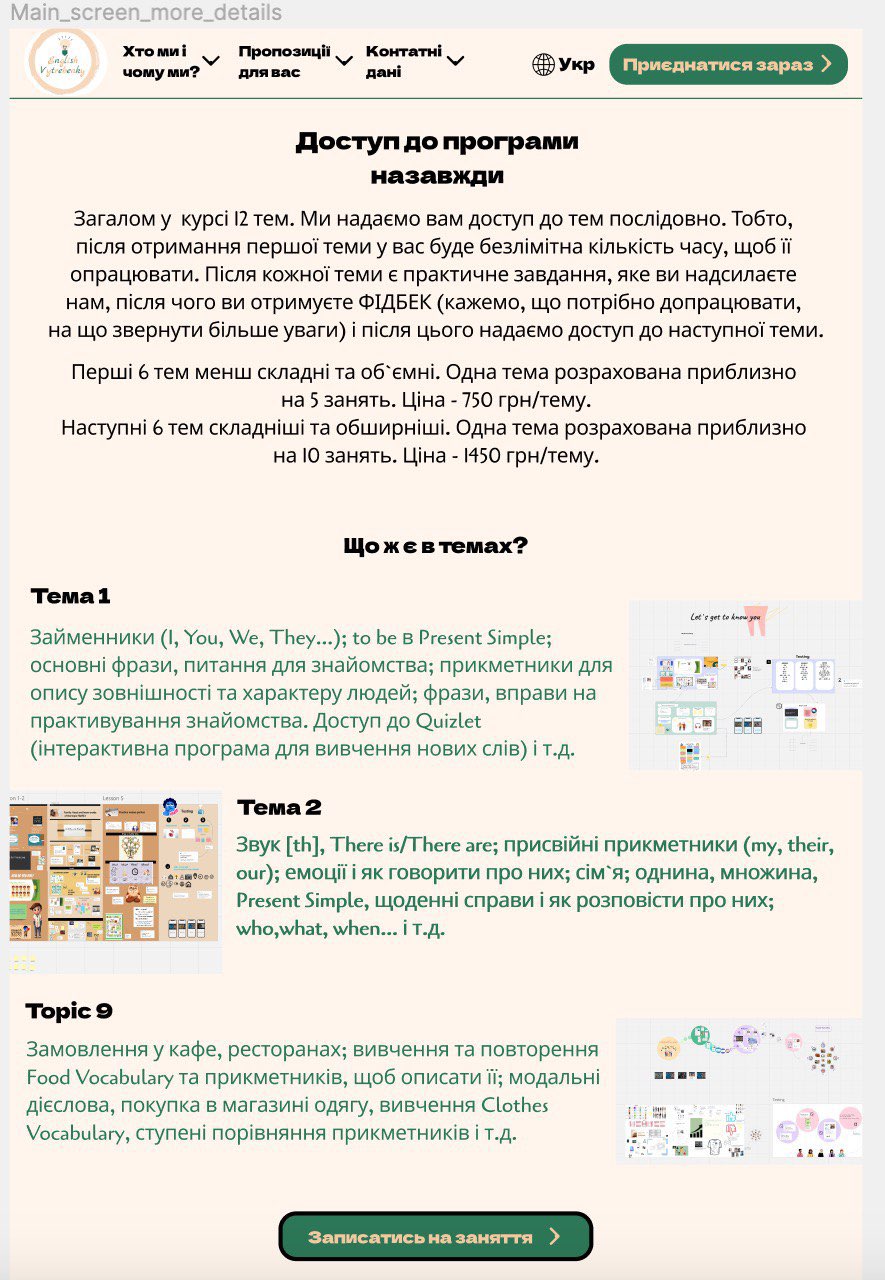 Main_screen_more_details
English
Vytrebenky
Хто ми і
чому ми?
Пропозиції
для вас
Контатні
дані
Укр
Приєднатися зараз
Доступ до програми
назавжди
Загалом у курсі 12 тем. Ми надаємо вам доступ до тем послідовно. Тобто,
після отримання першої теми у вас буде безлімітна кількість часу, щоб її
опрацювати. Після кожної теми є практичне завдання, яке ви надсилаєте
нам, після чого ви отримуєте ФІДБЕК (кажемо, що потрібно допрацювати,
на що звернути більше уваги) і після цього надаємо доступ до наступної теми.
Перші 6 тем менш складні та об`ємні. Одна тема розрахована приблизно
на 5 занять. Ціна - 750 грн/тему.
Наступні 6 тем складніші та обширніші. Одна тема розрахована приблизно
на 10 занять. Ціна - 1450 грн/тему.
Що ж є в темах?
Тема 1
Займенники (I, You, We, They...); to be в Present Simple;
основні фрази, питання для знайомства; прикметники для
опису зовнішності та характеру людей; фрази, вправи на
практивування знайомства. Доступ до Quizlet
(інтерактивна програма для вивчення нових слів) і т.д.
Let's get to know you
Testing
Lesson 5
Testing
Тема 2
Звук [th], There is/There are; присвійні прикметники (my, their,
our); емоції і як говорити про них; сім`я; однина, множина,
Present Simple, щоденні справи і як розповісти про них;
who,what, when... і т.д.
Topic 9
Замовлення у кафе, ресторанах; вивчення та повторення
Food Vocabulary та прикметників, щоб описати її; модальні
дієслова, покупка в магазині одягу, вивчення Clothes
Vocabulary, ступені порівняння прикметників і т.д.
Testing
Записатись на заняття